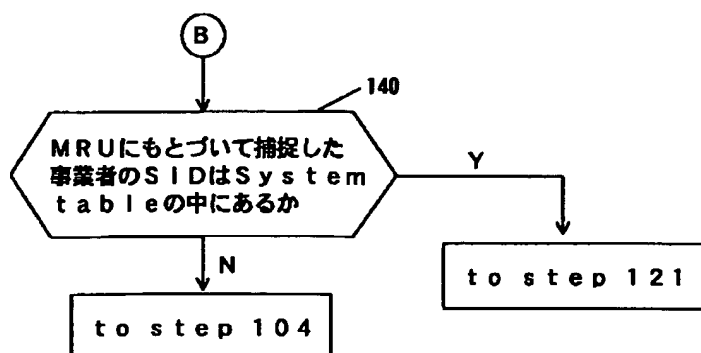 B
140
MRUにもとづいて捕捉した
事業者のSIDはSystem
tableの中にあるか
Y
N
to step 121
to step 104